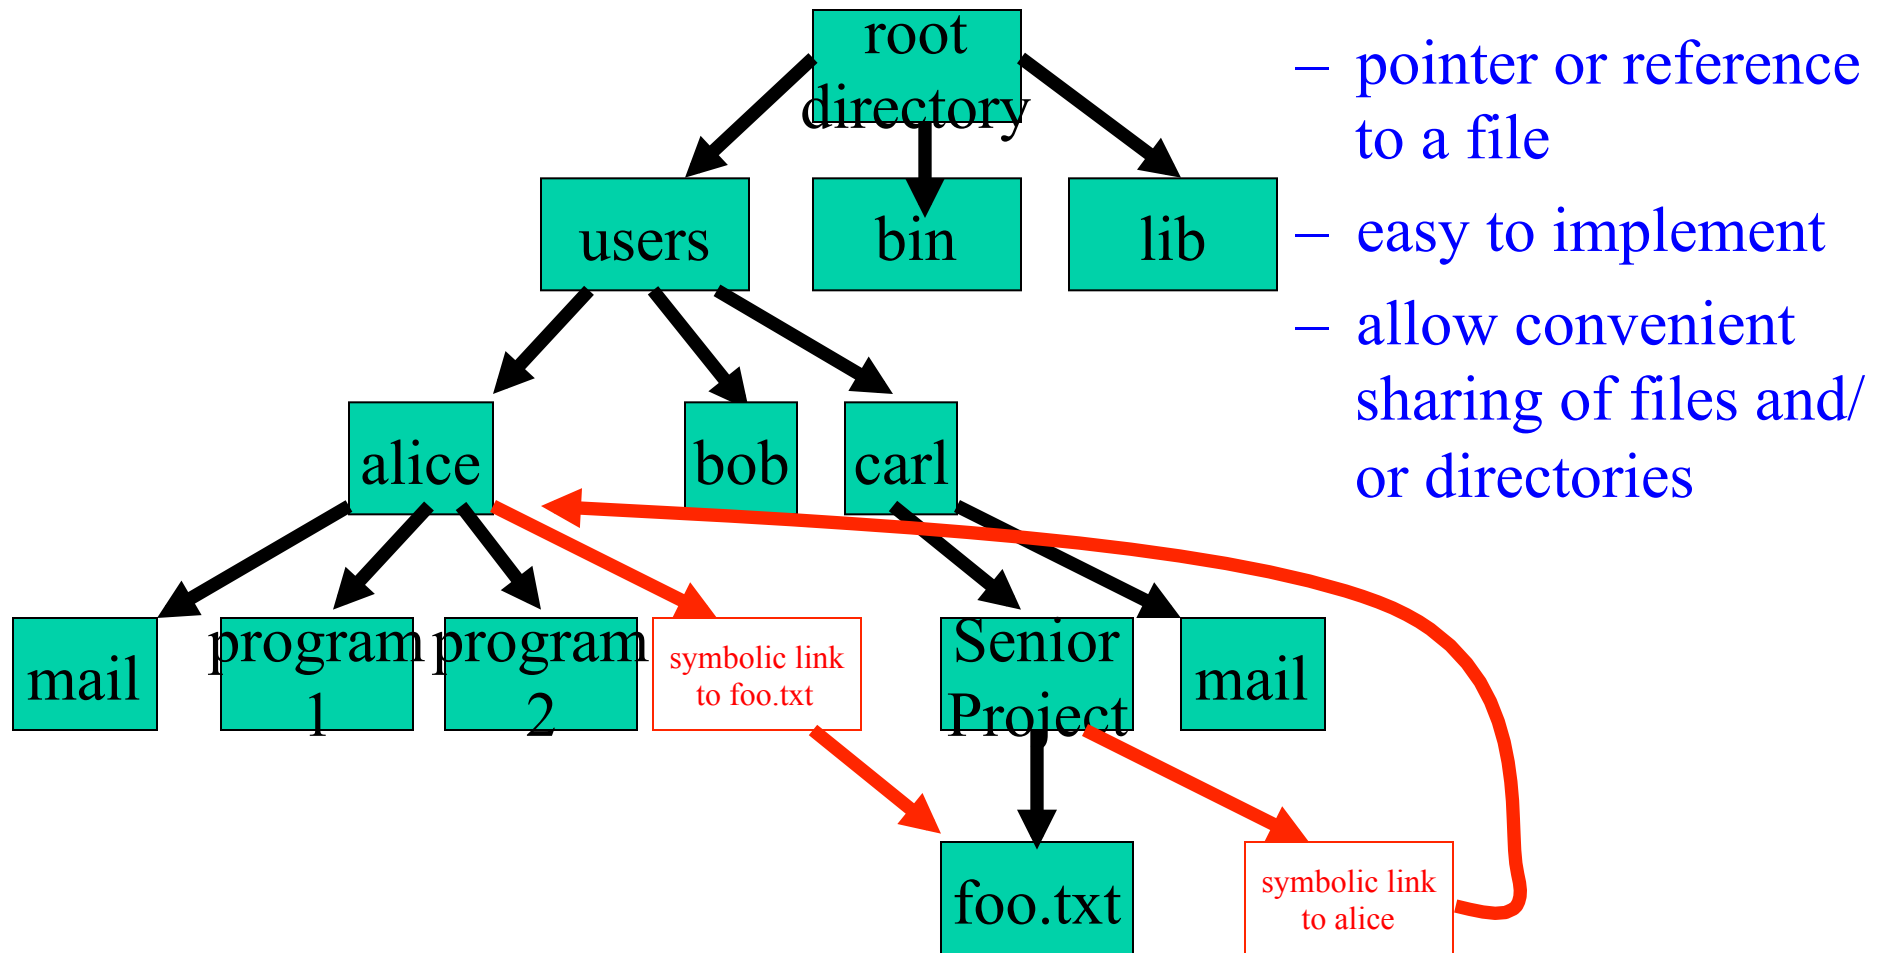 root
directory
– pointer or reference
to a file
– easy to implement
– allow convenient
sharing of files and/
or directories
users
bin
lib
alice
bob
carl
mail
program
1
program
2
symbolic link
to foo.txt
Senior
Project
mail
foo.txt
symbolic link
to alice